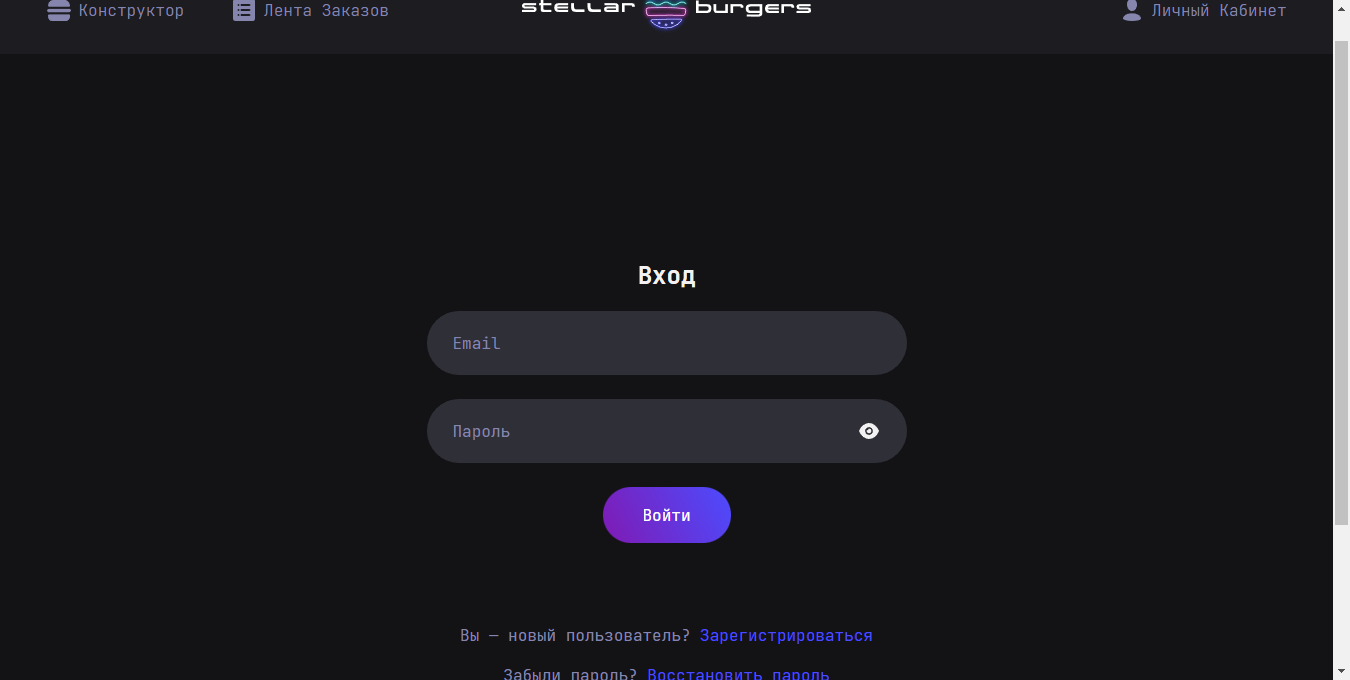 Конструктор Лента Заказов stellar burgers Личный Кабинет
Вход
Email
Пароль
Войти
Вы — новый пользователь? Зарегистрироваться
Забыли пароль? Восстановить пароль